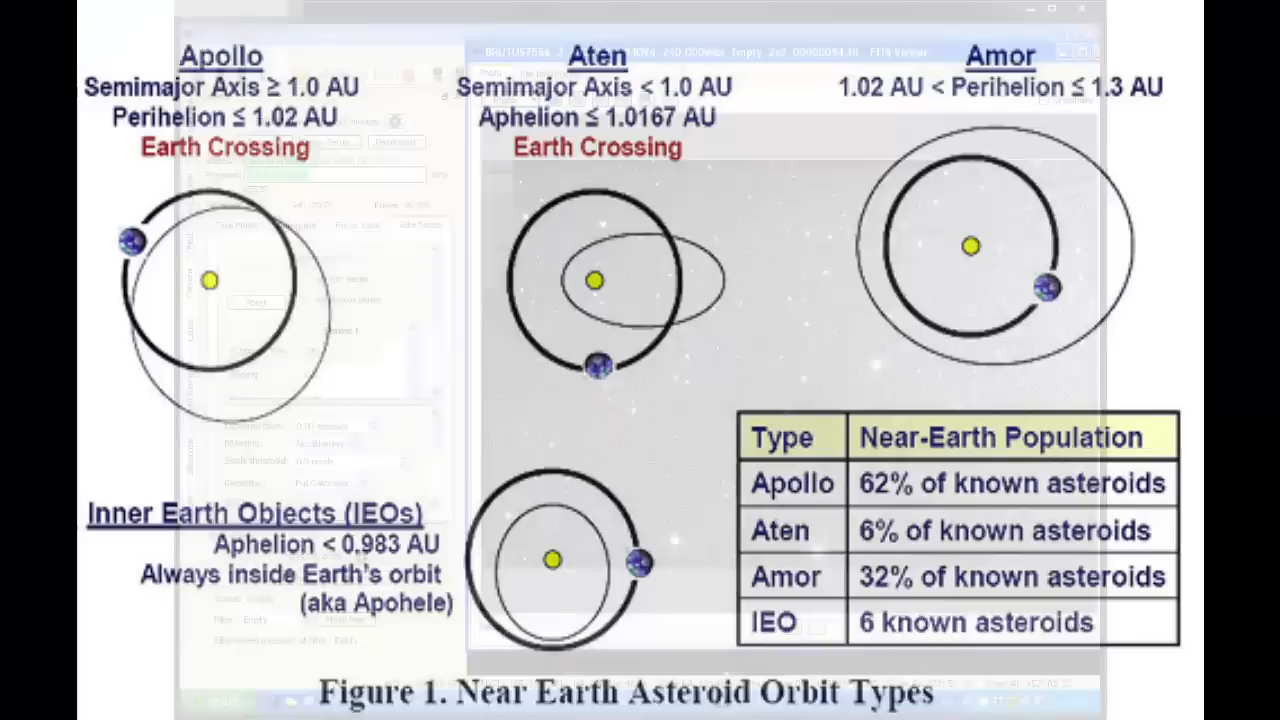 Apollo
Semimajor Axis ≥ 1.0 AU
Perihelion ≤ 1.02 AU
Earth Crossing
Aten
Semimajor Axis < 1.0 AU
Aphelion ≤ 1.0167 AU
Earth Crossing
Amor
1.02 AU < Perihelion ≤ 1.3 AU
Inner Earth Objects (IEOs)
Aphelion < 0.983 AU
Always inside Earth's orbit
(aka Apohele)
Type Near-Earth Population
Apollo 62% of known asteroids
Aten 6% of known asteroids
Amor 32% of known asteroids
IEO 6 known asteroids
Figure 1. Near Earth Asteroid Orbit Types